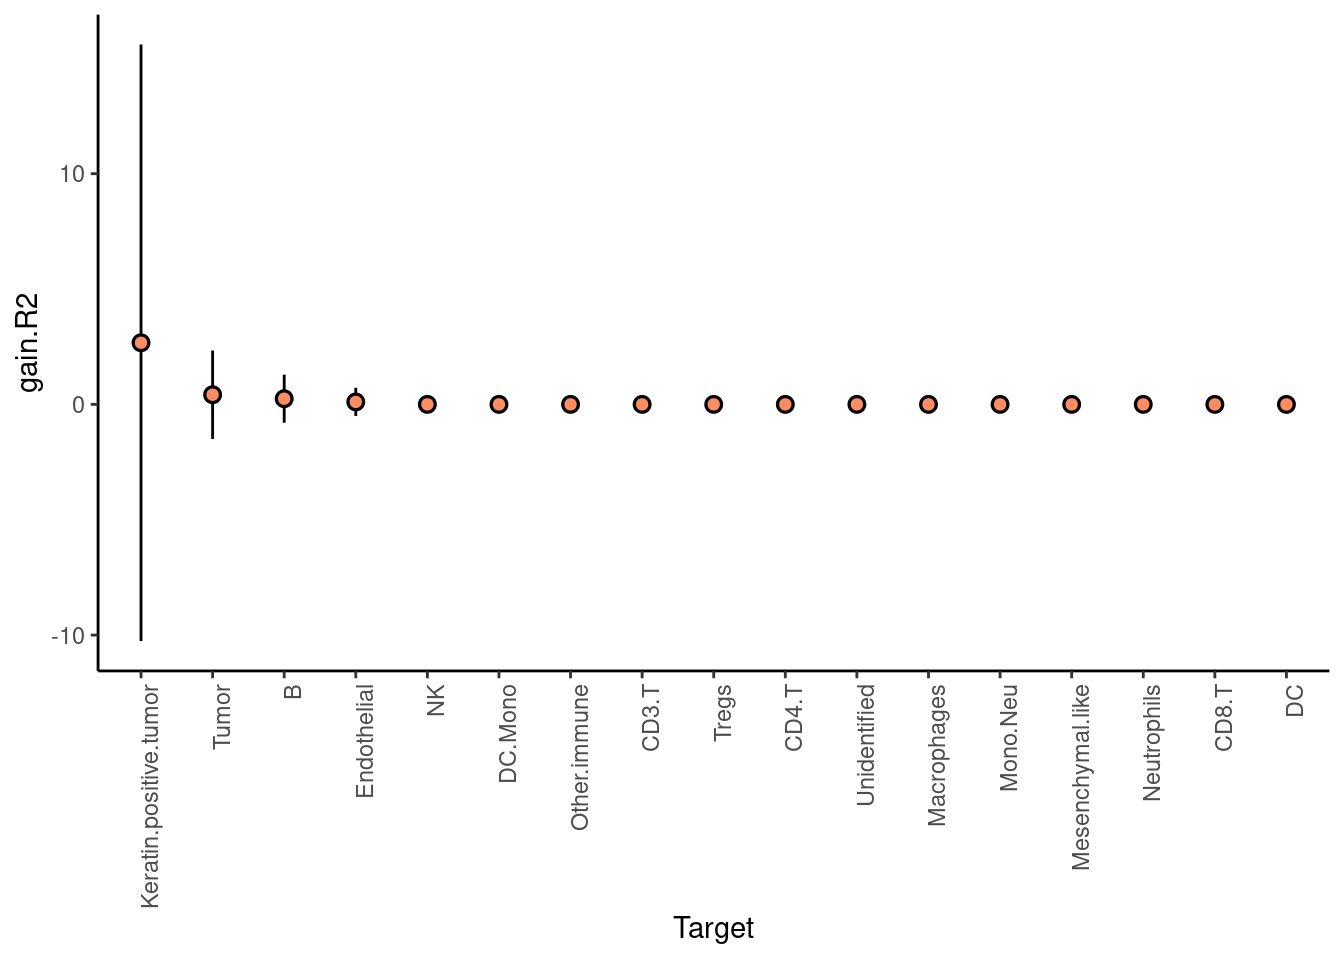 gain.R2
10
0
-10
Keratin.positive.tumor
Tumor
B
Endothelial
NK
DC.Mono
Other.immune
CD3.T
Tregs
CD4.T
Unidentified
Macrophages
Mono.Neu
Mesenchymal.like
Neutrophils
CD8.T
DC
Target